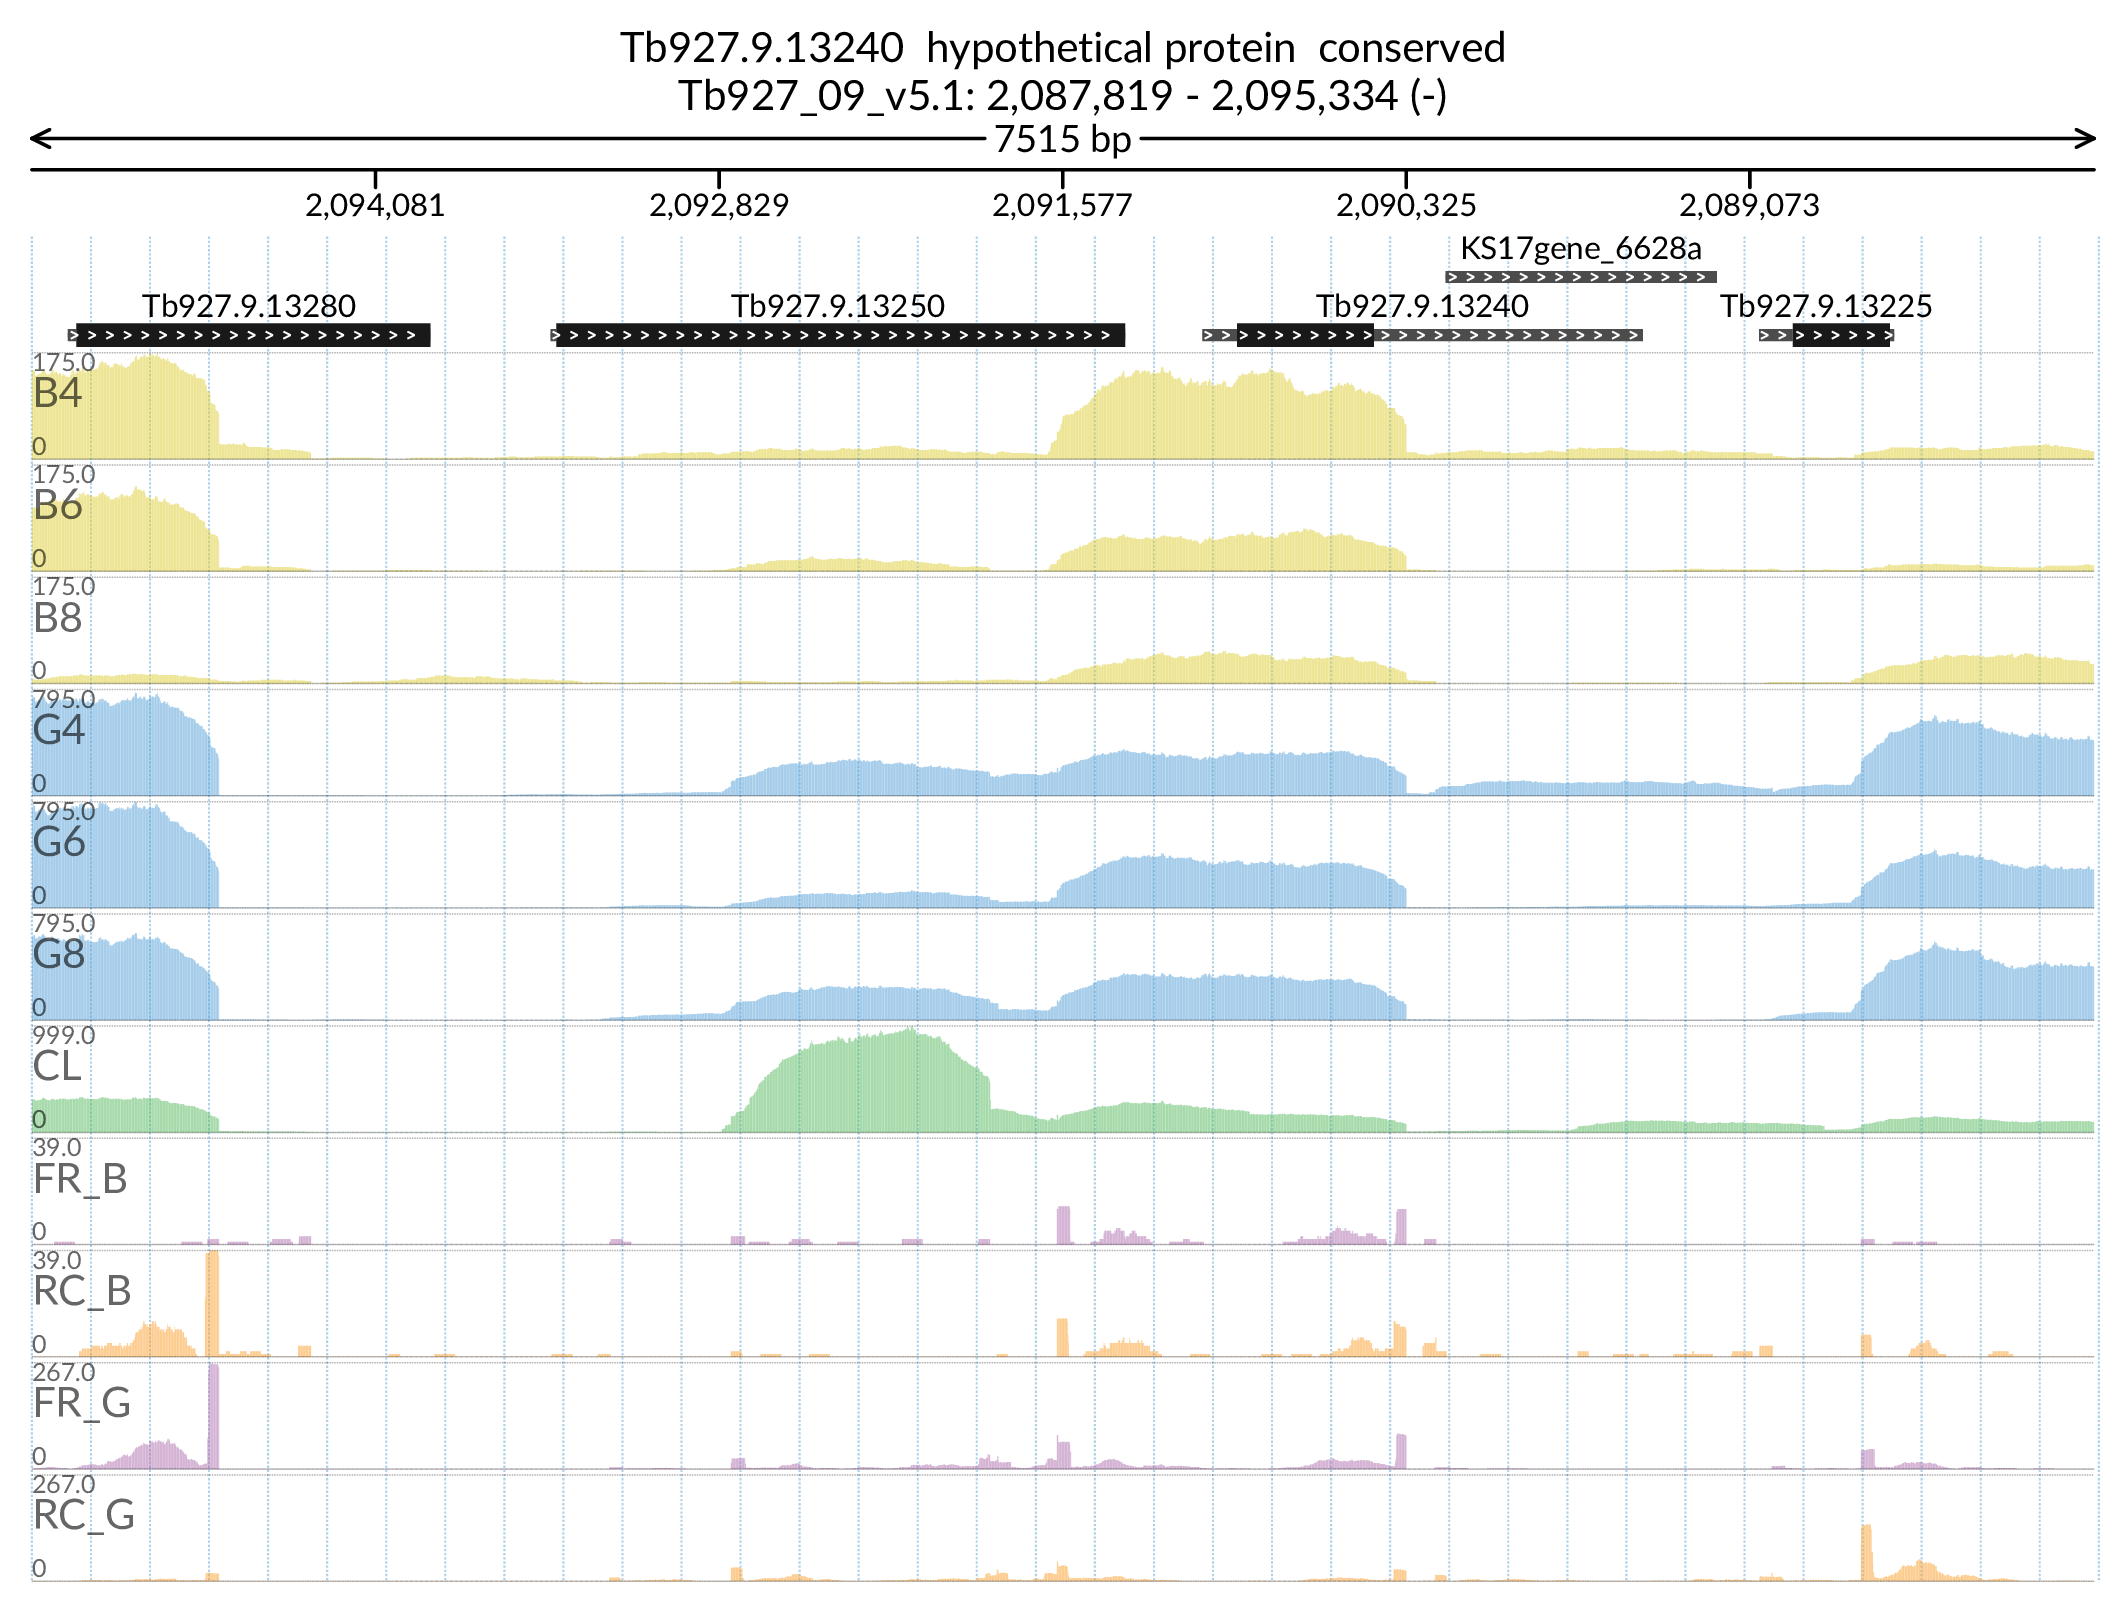 Tb927.9.13240  hypothetical protein  conserved
Tb927_09_v5.1: 2,087,819 - 2,095,334 (-)
7515 bp
2,094,081 2,092,829 2,091,577 2,090,325 2,089,073
KS17gene_6628a
Tb927.9.13280 Tb927.9.13250 Tb927.9.13240 Tb927.9.13225
175.0
B4
0
175.0
B6
0
175.0
B8
0
795.0
G4
0
795.0
G6
0
795.0
G8
0
999.0
CL
0
39.0
FR_B
0
39.0
RC_B
0
267.0
FR_G
0
267.0
RC_G
0